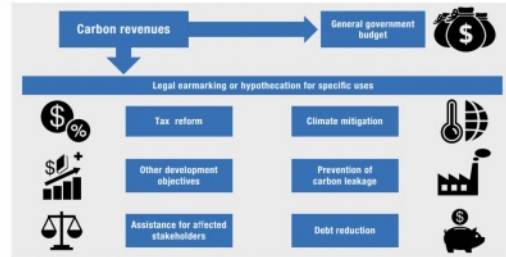 Carbon revenues
General government
budget
$
Legal earmarking or hypothecation for specific uses
$
%
Tax reform
Climate mitigation
$ +
Other development
objectives
Prevention of
carbon leakage
Assistance for affected
stakeholders
Debt reduction
$